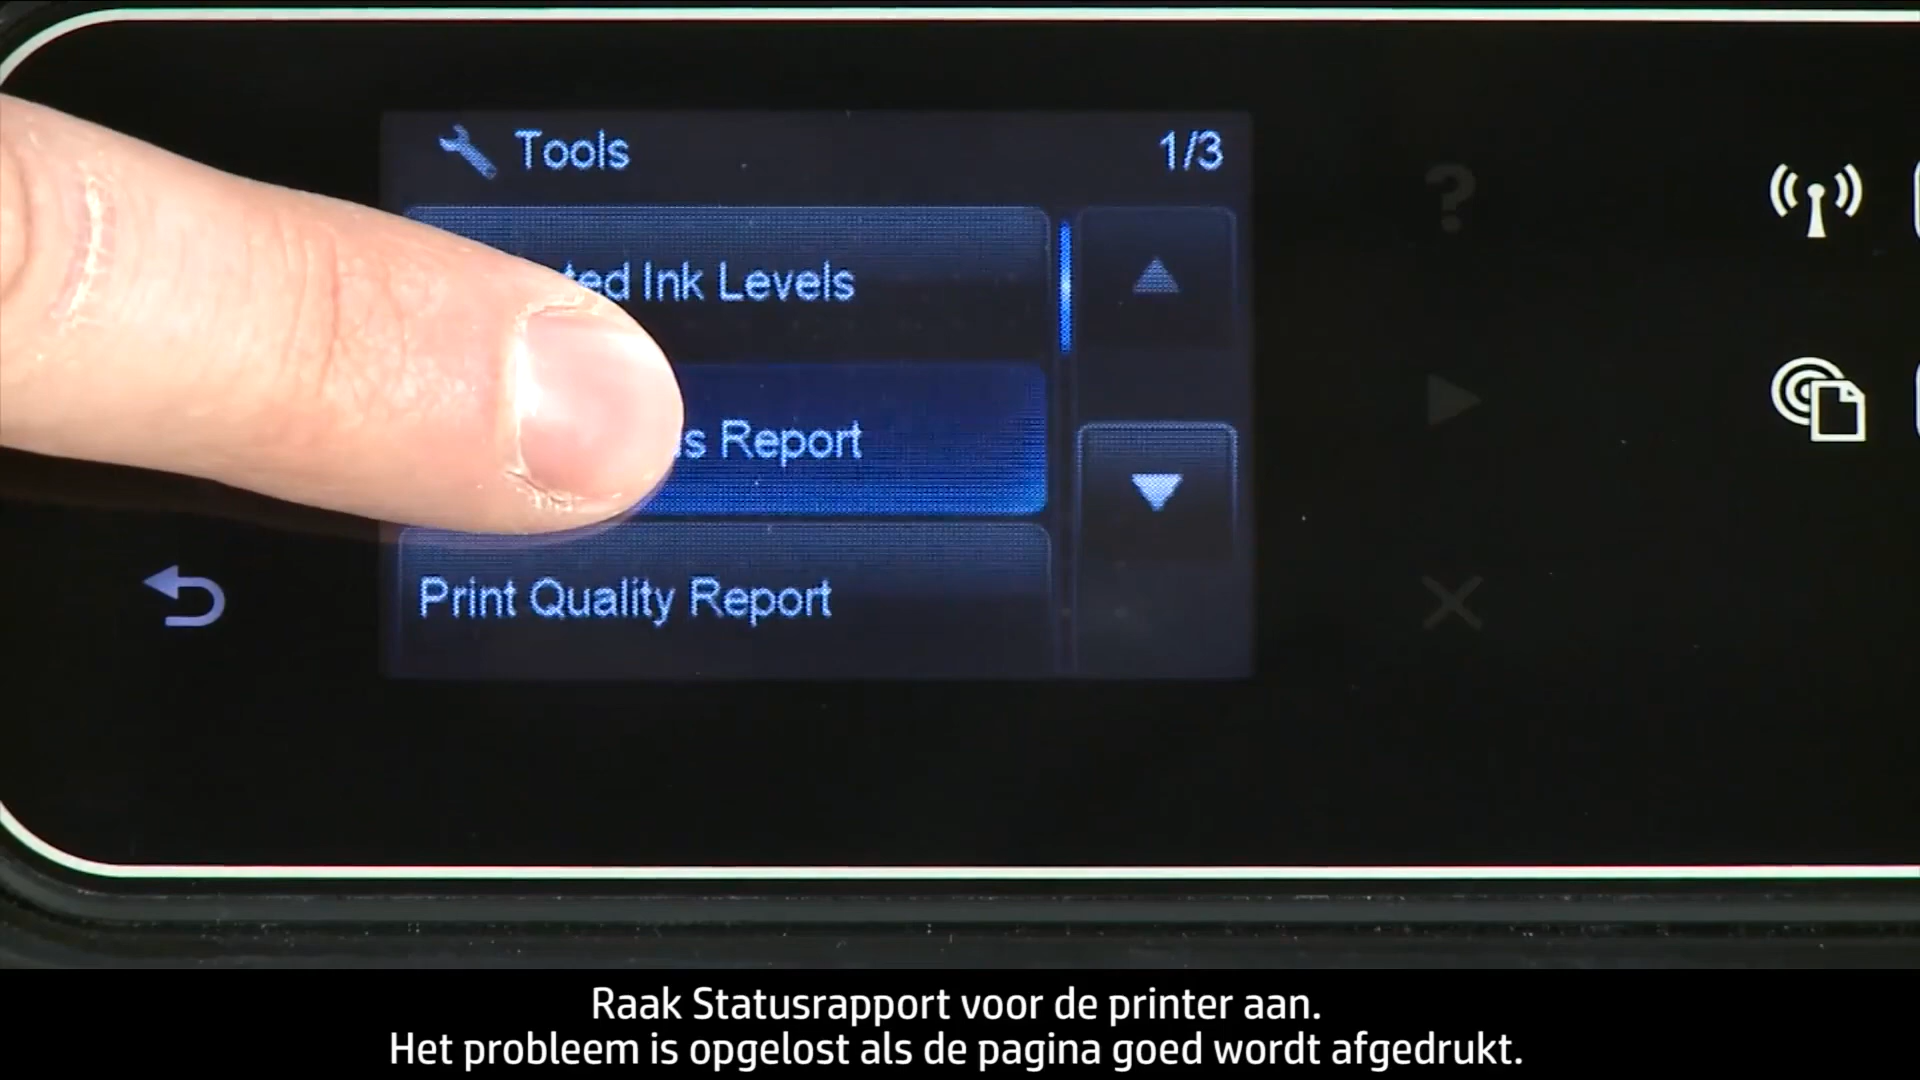 Tools 1/3
Ink Levels
Report
Print Quality Report
Raak Statusrapport voor de printer aan.
Het probleem is opgelost als de pagina goed wordt afgedrukt.